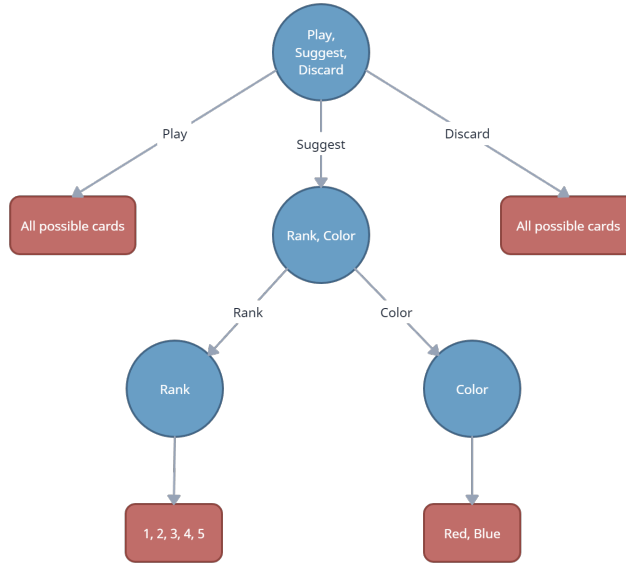 Play,
Suggest,
Discard
Play
Suggest
Discard
All possible cards
Rank, Color
All possible cards
Rank
Color
Rank
Color
1, 2, 3, 4, 5
Red, Blue